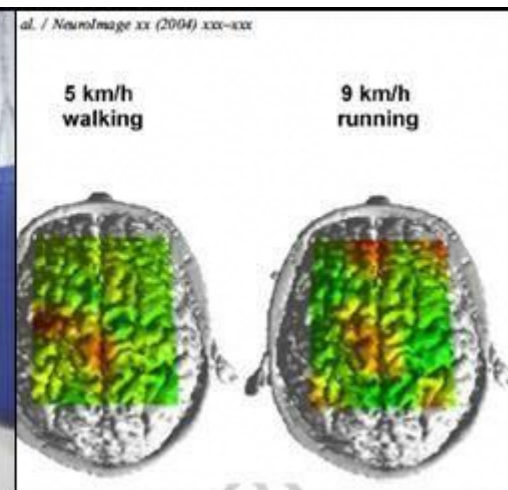 al. / NeuroImage xx (2004) xxx–xxx
5 km/h
walking
9 km/h
running